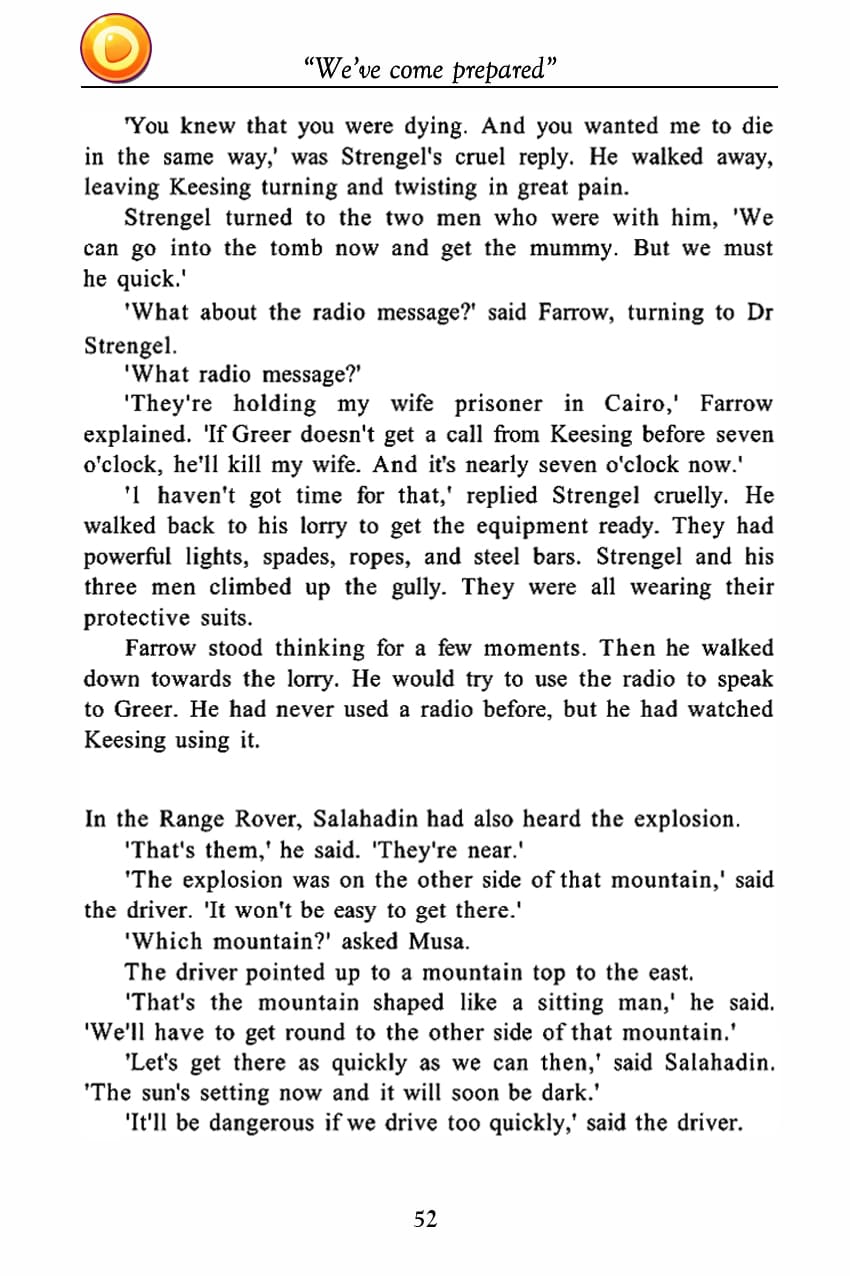 “We’ve come prepared”
'You knew that you were dying. And you wanted me to die
in the same way,' was Strengel's cruel reply. He walked away,
leaving Keesing turning and twisting in great pain.
Strengel turned to the two men who were with him, 'We
can go into the tomb now and get the mummy. But we must
he quick.'
'What about the radio message?' said Farrow, turning to Dr
Strengel.
'What radio message?'
'They're holding my wife prisoner in Cairo,' Farrow
explained. 'If Greer doesn't get a call from Keesing before seven
o'clock, he'll kill my wife. And it's nearly seven o'clock now.'
'1 haven't got time for that,' replied Strengel cruelly. He
walked back to his lorry to get the equipment ready. They had
powerful lights, spades, ropes, and steel bars. Strengel and his
three men climbed up the gully. They were all wearing their
protective suits.
Farrow stood thinking for a few moments. Then he walked
down towards the lorry. He would try to use the radio to speak
to Greer. He had never used a radio before, but he had watched
Keesing using it.
In the Range Rover, Salahadin had also heard the explosion.
'That's them,' he said. 'They're near.'
'The explosion was on the other side of that mountain,' said
the driver. 'It won't be easy to get there.'
'Which mountain?' asked Musa.
The driver pointed up to a mountain top to the east.
'That's the mountain shaped like a sitting man,' he said.
'We'll have to get round to the other side of that mountain.'
'Let's get there as quickly as we can then,' said Salahadin.
'The sun's setting now and it will soon be dark.'
'It'll be dangerous if we drive too quickly,' said the driver.
52